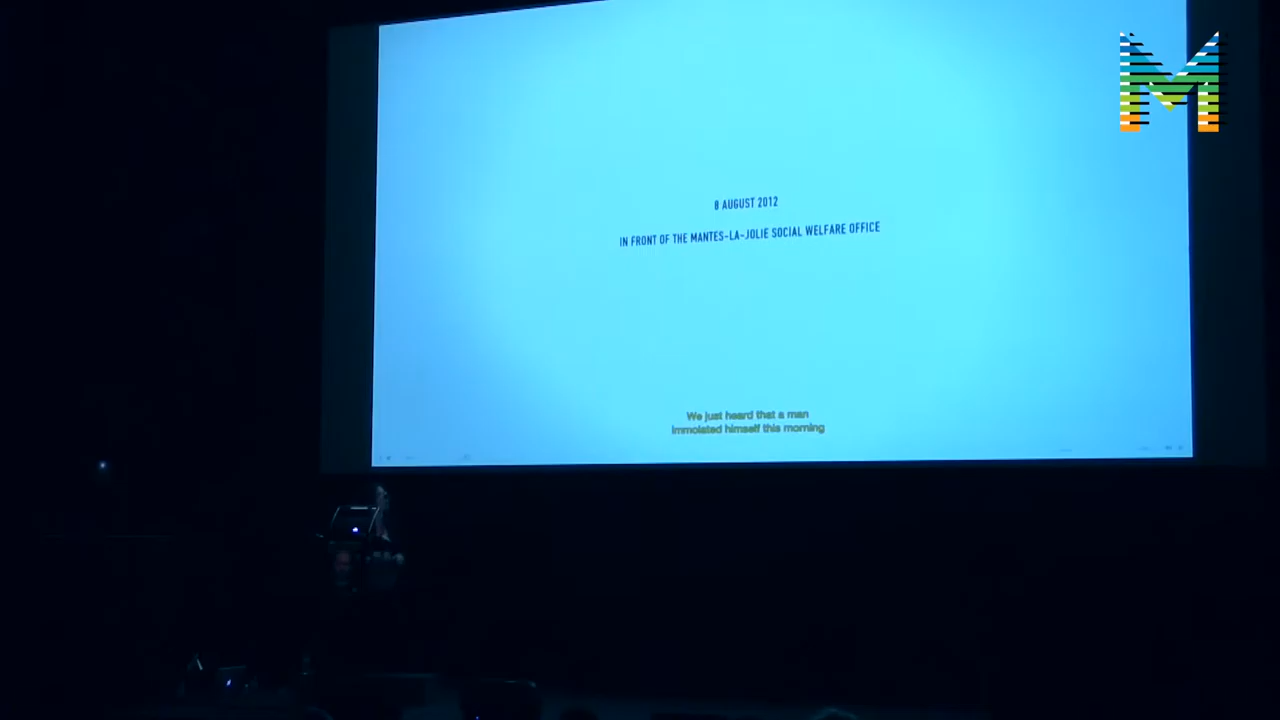 8 AUGUST 2012
IN FRONT OF THE MANTES-LA-JOLIE SOCIAL WELFARE OFFICE
We just heard that a man
immolated himself this morning
M